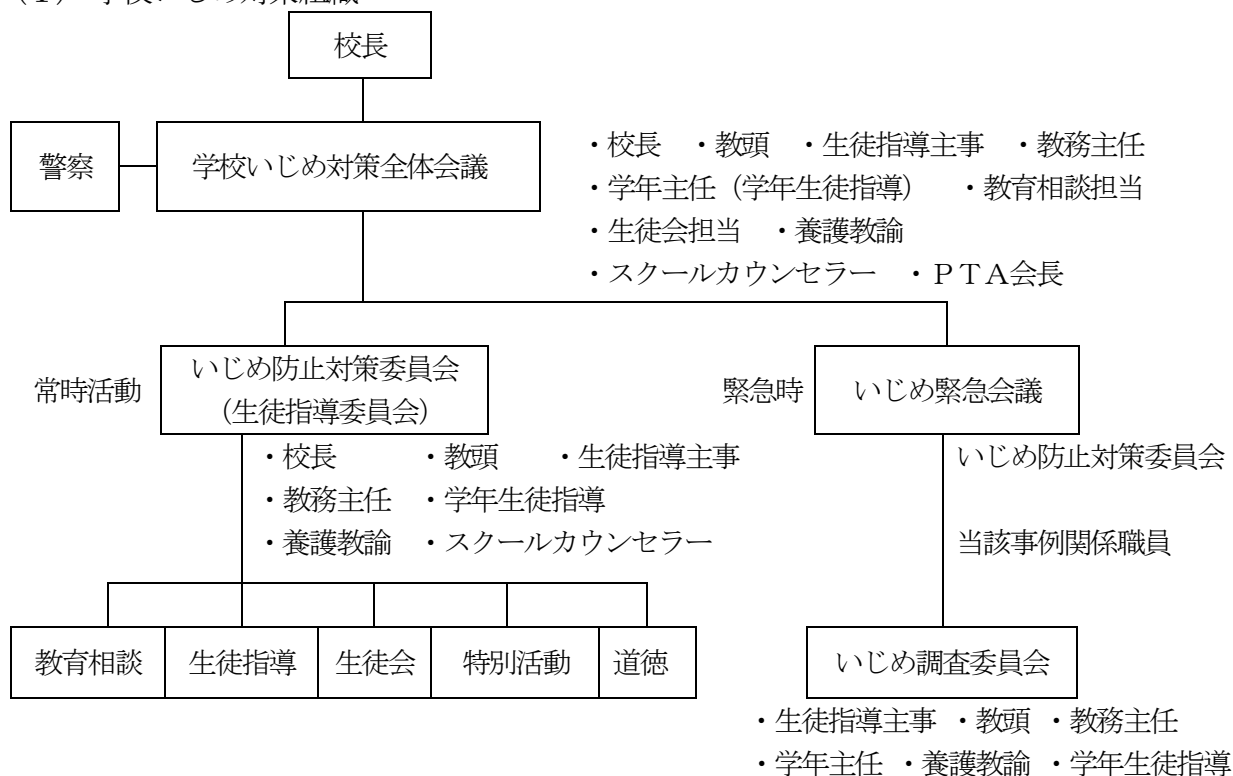 校長
警察
学校いじめ対策全体会議
・校長 ・教頭 ・生徒指導主事 ・教務主任
・学年主任（学年生徒指導） ・教育相談担当
・生徒会担当 ・養護教諭
・スクールカウンセラー ・ＰＴＡ会長
常時活動
いじめ防止対策委員会
（生徒指導委員会）
緊急時
いじめ緊急会議
・校長 ・教頭 ・生徒指導主事
・教務主任 ・学年生徒指導
・養護教諭 ・スクールカウンセラー
いじめ防止対策委員会
当該事例関係職員
教育相談
生徒指導
生徒会
特別活動
道徳
いじめ調査委員会
・生徒指導主事 ・教頭 ・教務主任
・学年主任 ・養護教諭 ・学年生徒指導